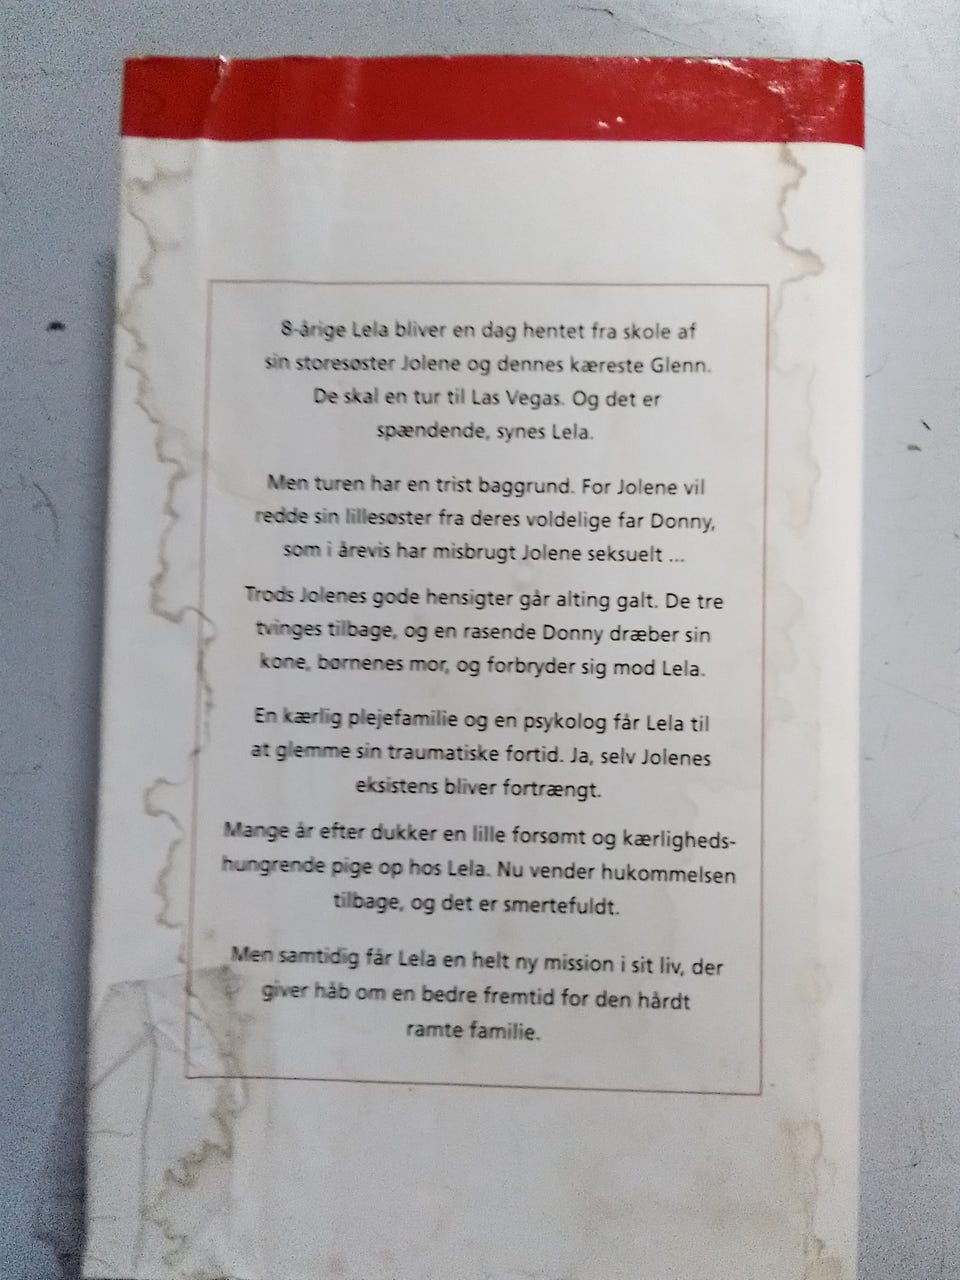 8-årige Lela bliver en dag hentet fra skole af
sin storesøster Jolene og dennes kæreste Glenn.
De skal en tur til Las Vegas. Og det er
spændende, synes Lela.
Men turen har en trist baggrund. For Jolene vil
redde sin lillesøster fra deres voldelige far Donny,
som i årevis har misbrugt Jolene seksuelt ...
Trods Jolenes gode hensigter går alting galt. De tre
tvinges tilbage, og en rasende Donny dræber sin
kone, børnenes mor, og forbryder sig mod Lela.
En kærlig plejefamilie og en psykolog får Lela til
at glemme sin traumatiske fortid. Ja, selv Jolenes
eksistens bliver fortrængt.
Mange år efter dukker en lille forsømt og kærligheds-
hungrende pige op hos Lela. Nu vender hukommelsen
tilbage, og det er smertefuldt.
Men samtidig får Lela en helt ny mission i sit liv, der
giver håb om en bedre fremtid for den hårdt
ramte familie.